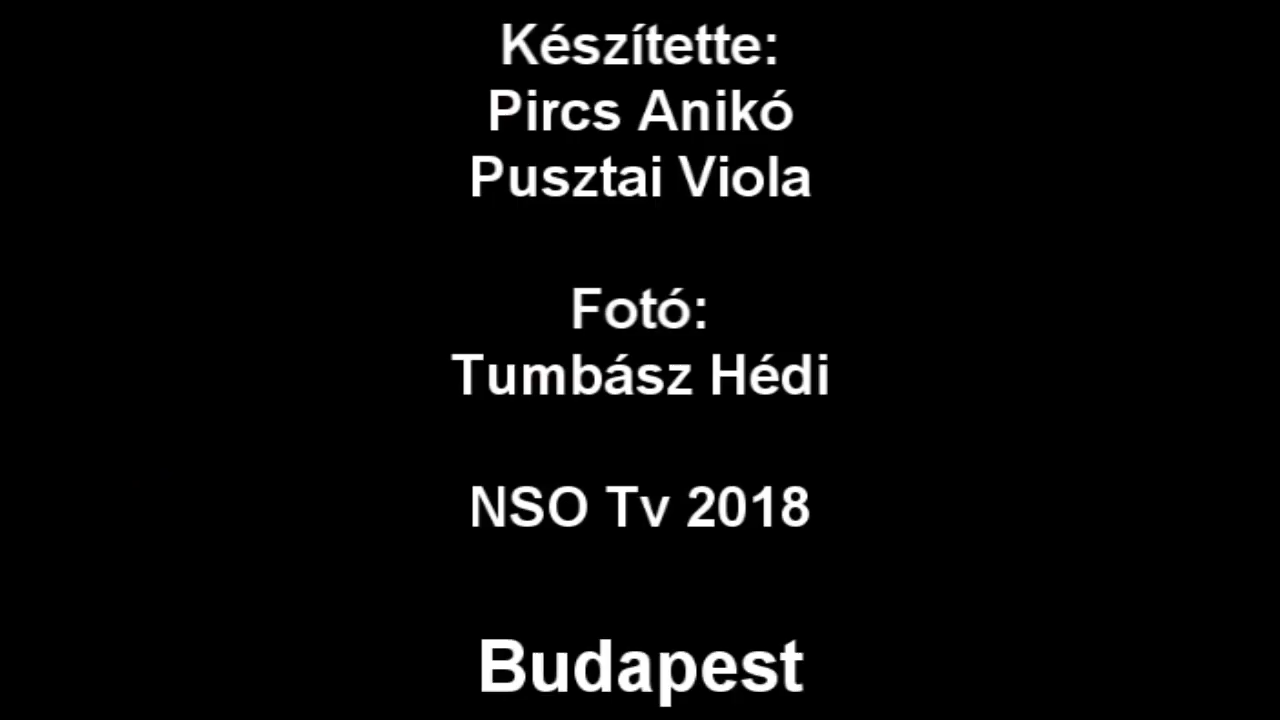 Készítette:
Pircs Anikó
Pusztai Viola
Fotó:
Tumbász Hédi
NSO Tv 2018
Budapest